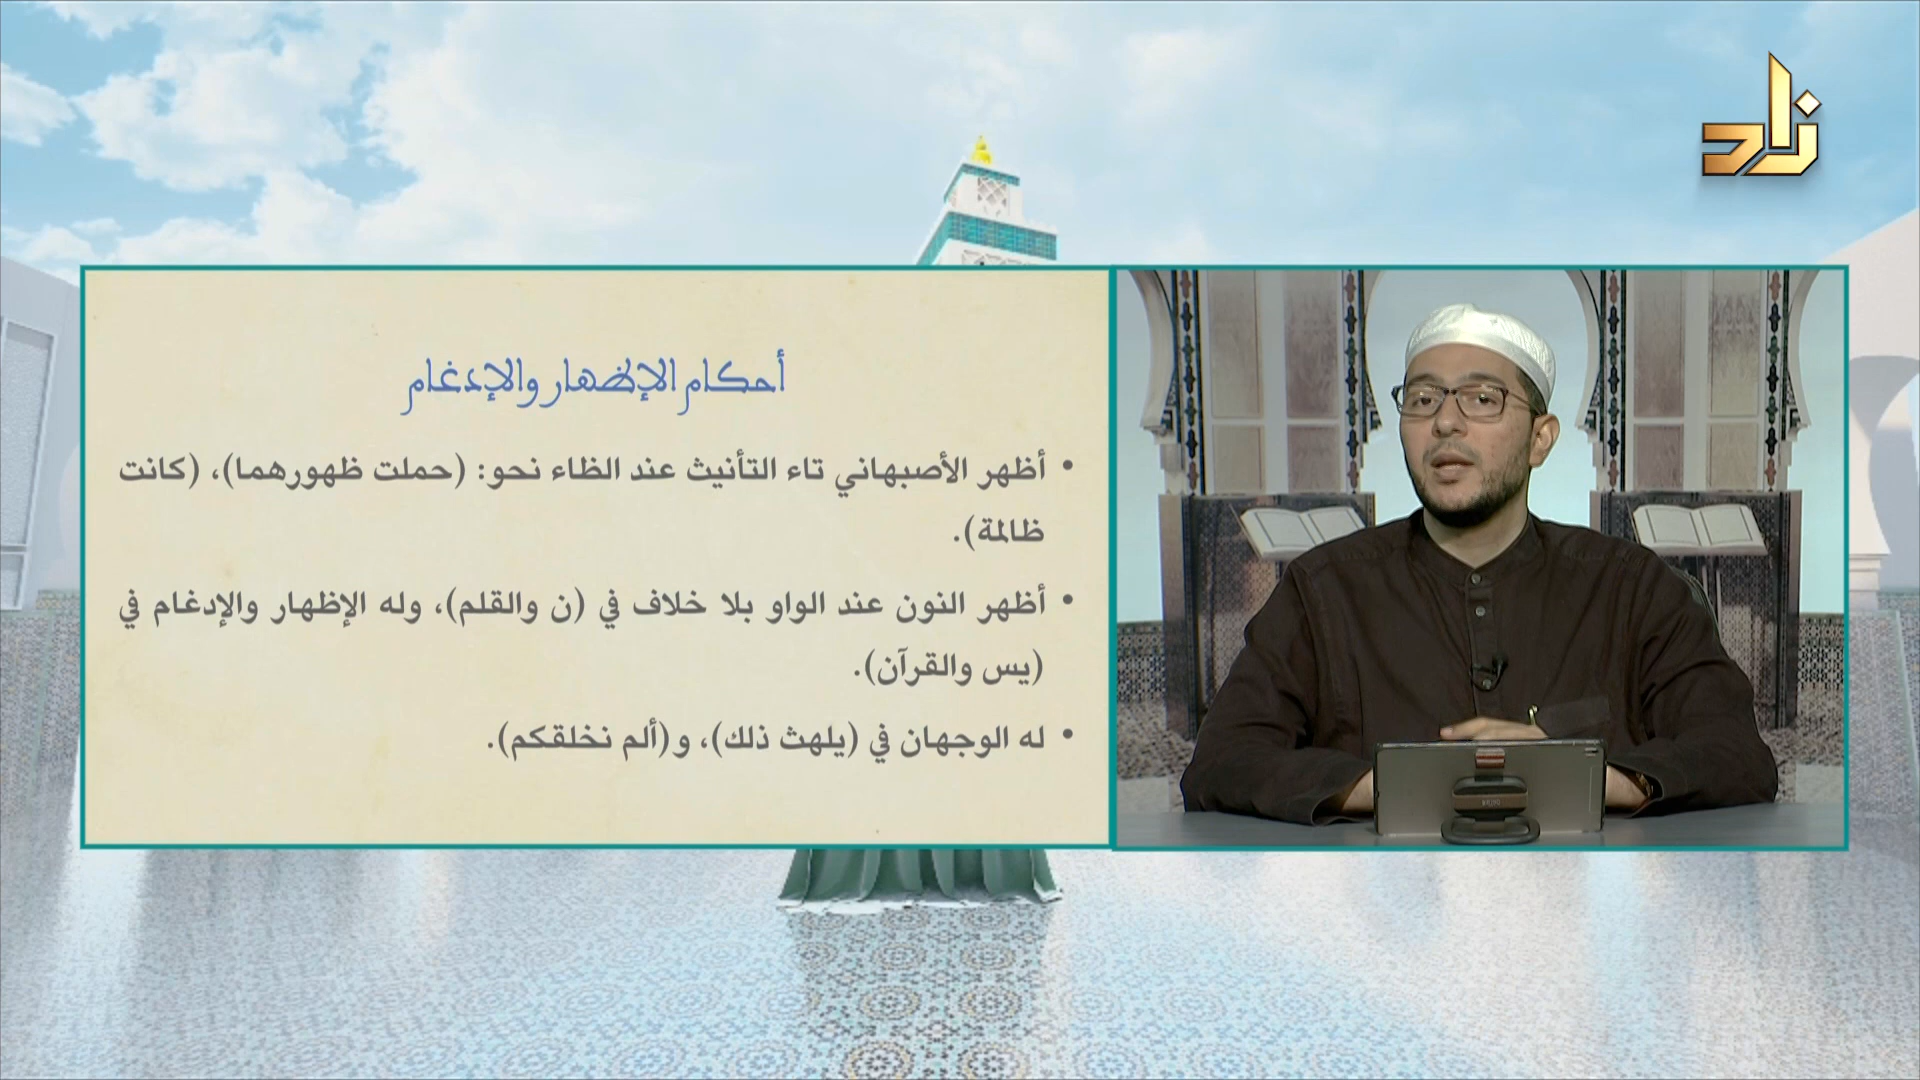 زاد
أحكام الإظهار والإدغام
• أظهر الأصبهاني تاء التأنيث عند الظاء نحو: (حملت ظهورهما)، (كانت
ظالمة).
• أظهر النون عند الواو بلا خلاف في (ن والقلم)، وله الإظهار والإدغام في
(يس والقرآن).
• له الوجهان في (يلهث ذلك)، و(ألم نخلقكم).